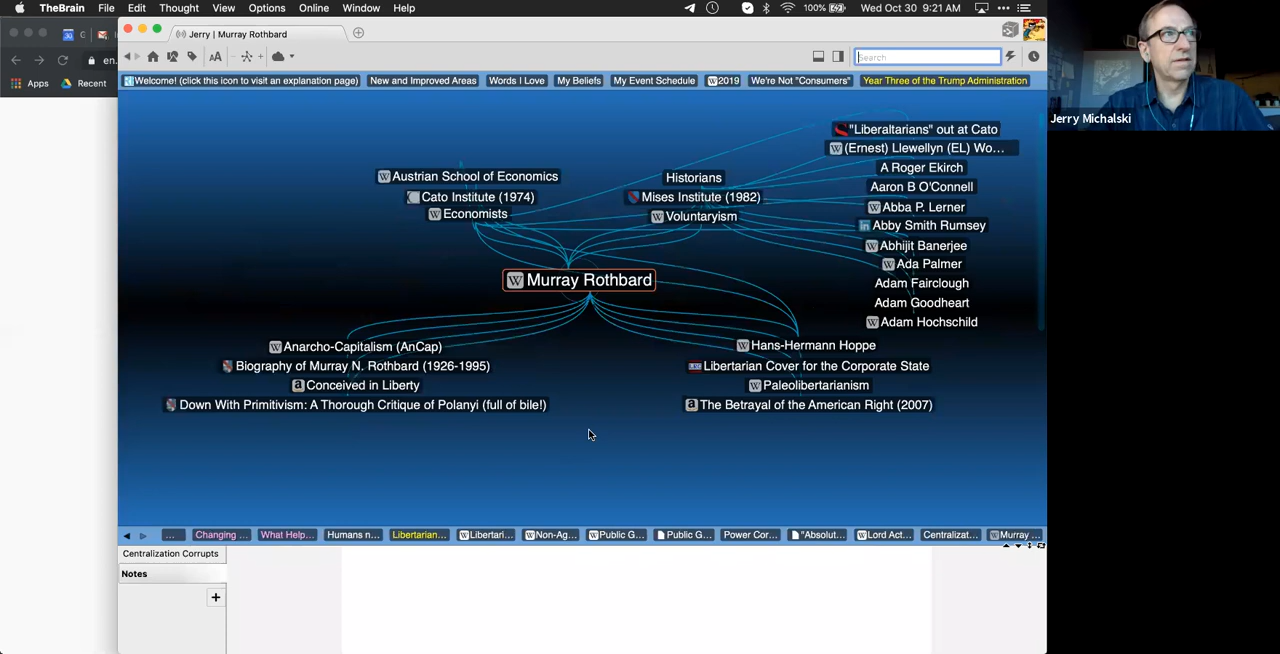 TheBrain File Edit Thought View Options Online Window Help 100% Wed Oct 30 9:21 AM
Jerry | Murray Rothbard
AA Search
en.
Apps Recent
Welcome! (click this icon to visit an explanation page) New and Improved Areas Words I Love My Beliefs My Event Schedule 2019 We're Not "Consumers" Year Three of the Trump Administration
Jerry Michalski
"Liberaltarians" out at Cato
(Ernest) Llewellyn (EL) Wo...
A Roger Ekirch
Aaron B O'Connell
Abba P. Lerner
Abby Smith Rumsey
Abhijit Banerjee
Ada Palmer
Adam Fairclough
Adam Goodheart
Adam Hochschild
Austrian School of Economics
Cato Institute (1974)
Economists
Historians
Mises Institute (1982)
Voluntaryism
Murray Rothbard
Anarcho-Capitalism (AnCap)
Biography of Murray N. Rothbard (1926-1995)
Conceived in Liberty
Down With Primitivism: A Thorough Critique of Polanyi (full of bile!)
Hans-Hermann Hoppe
Libertarian Cover for the Corporate State
Paleolibertarianism
The Betrayal of the American Right (2007)
... Changing ... What Help... Humans n... Libertarian... Libertari... Non-Ag... Public G... Public G... Power Cor... "Absolut... Lord Act... Centralizat... Murray ...
Centralization Corrupts
Notes
+